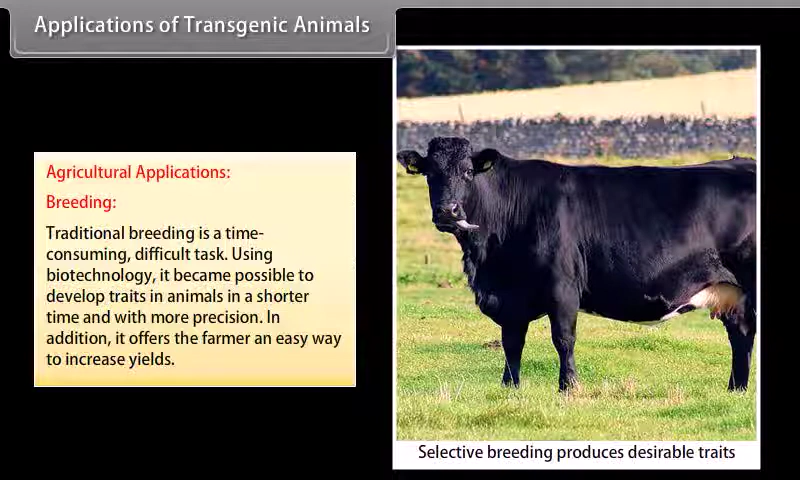 Applications of Transgenic Animals
Agricultural Applications:
Breeding:
Traditional breeding is a time-
consuming, difficult task. Using
biotechnology, it became possible to
develop traits in animals in a shorter
time and with more precision. In
addition, it offers the farmer an easy way
to increase yields.
Selective breeding produces desirable traits